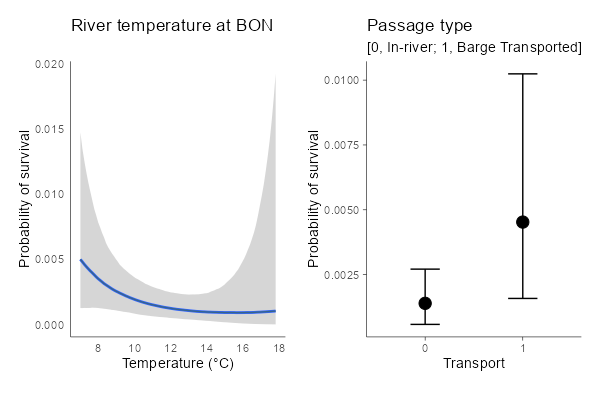 River temperature at BON
Probability of survival
0.020
0.015
0.010
0.005
0.000
8 10 12 14 16 18
Temperature (°C)
Passage type
[0, In-river; 1, Barge Transported]
Probability of survival
0.0100
0.0075
0.0050
0.0025
0 1
Transport